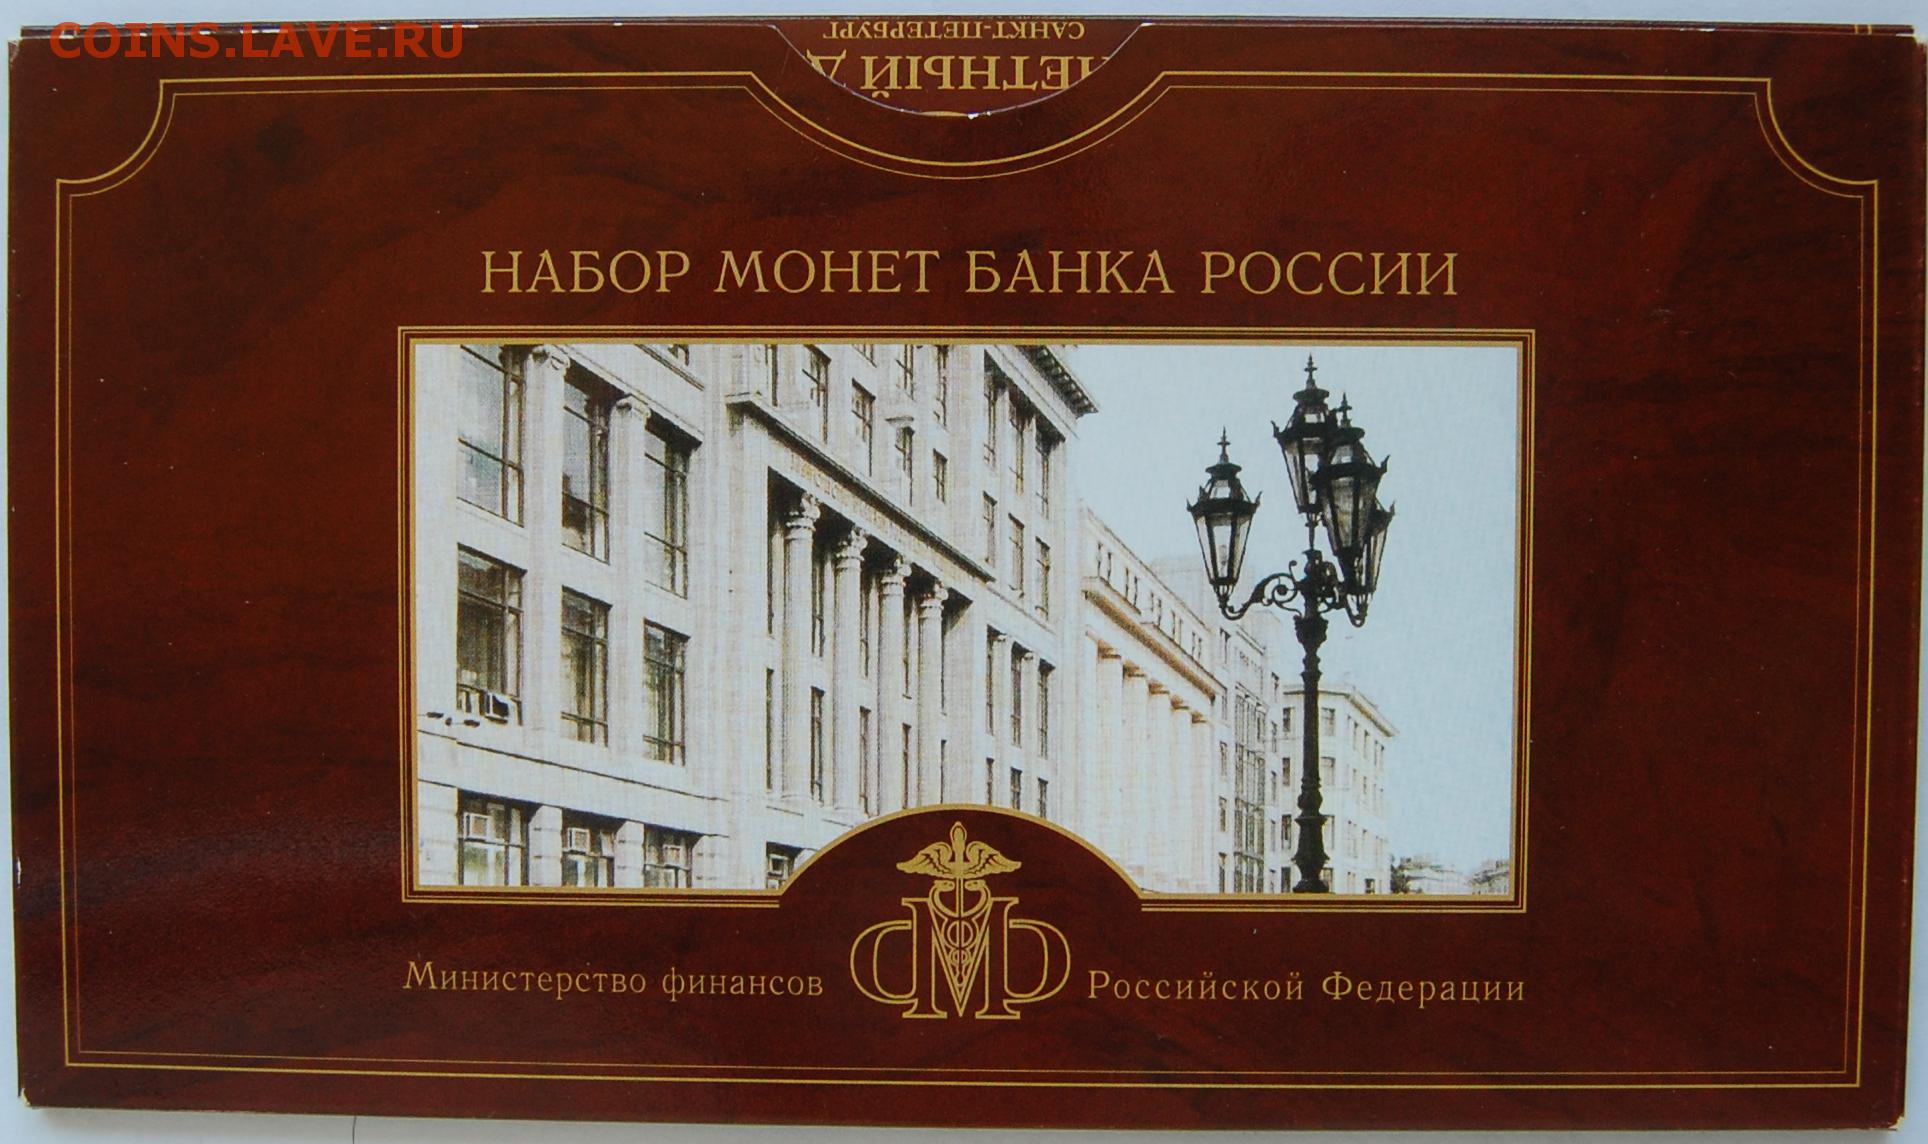 COINS.LAVE.RU
САНКТ-ПЕТЕРБУРГ
НАБОР МОНЕТ БАНКА РОССИИ
Министерство финансов Российской Федерации